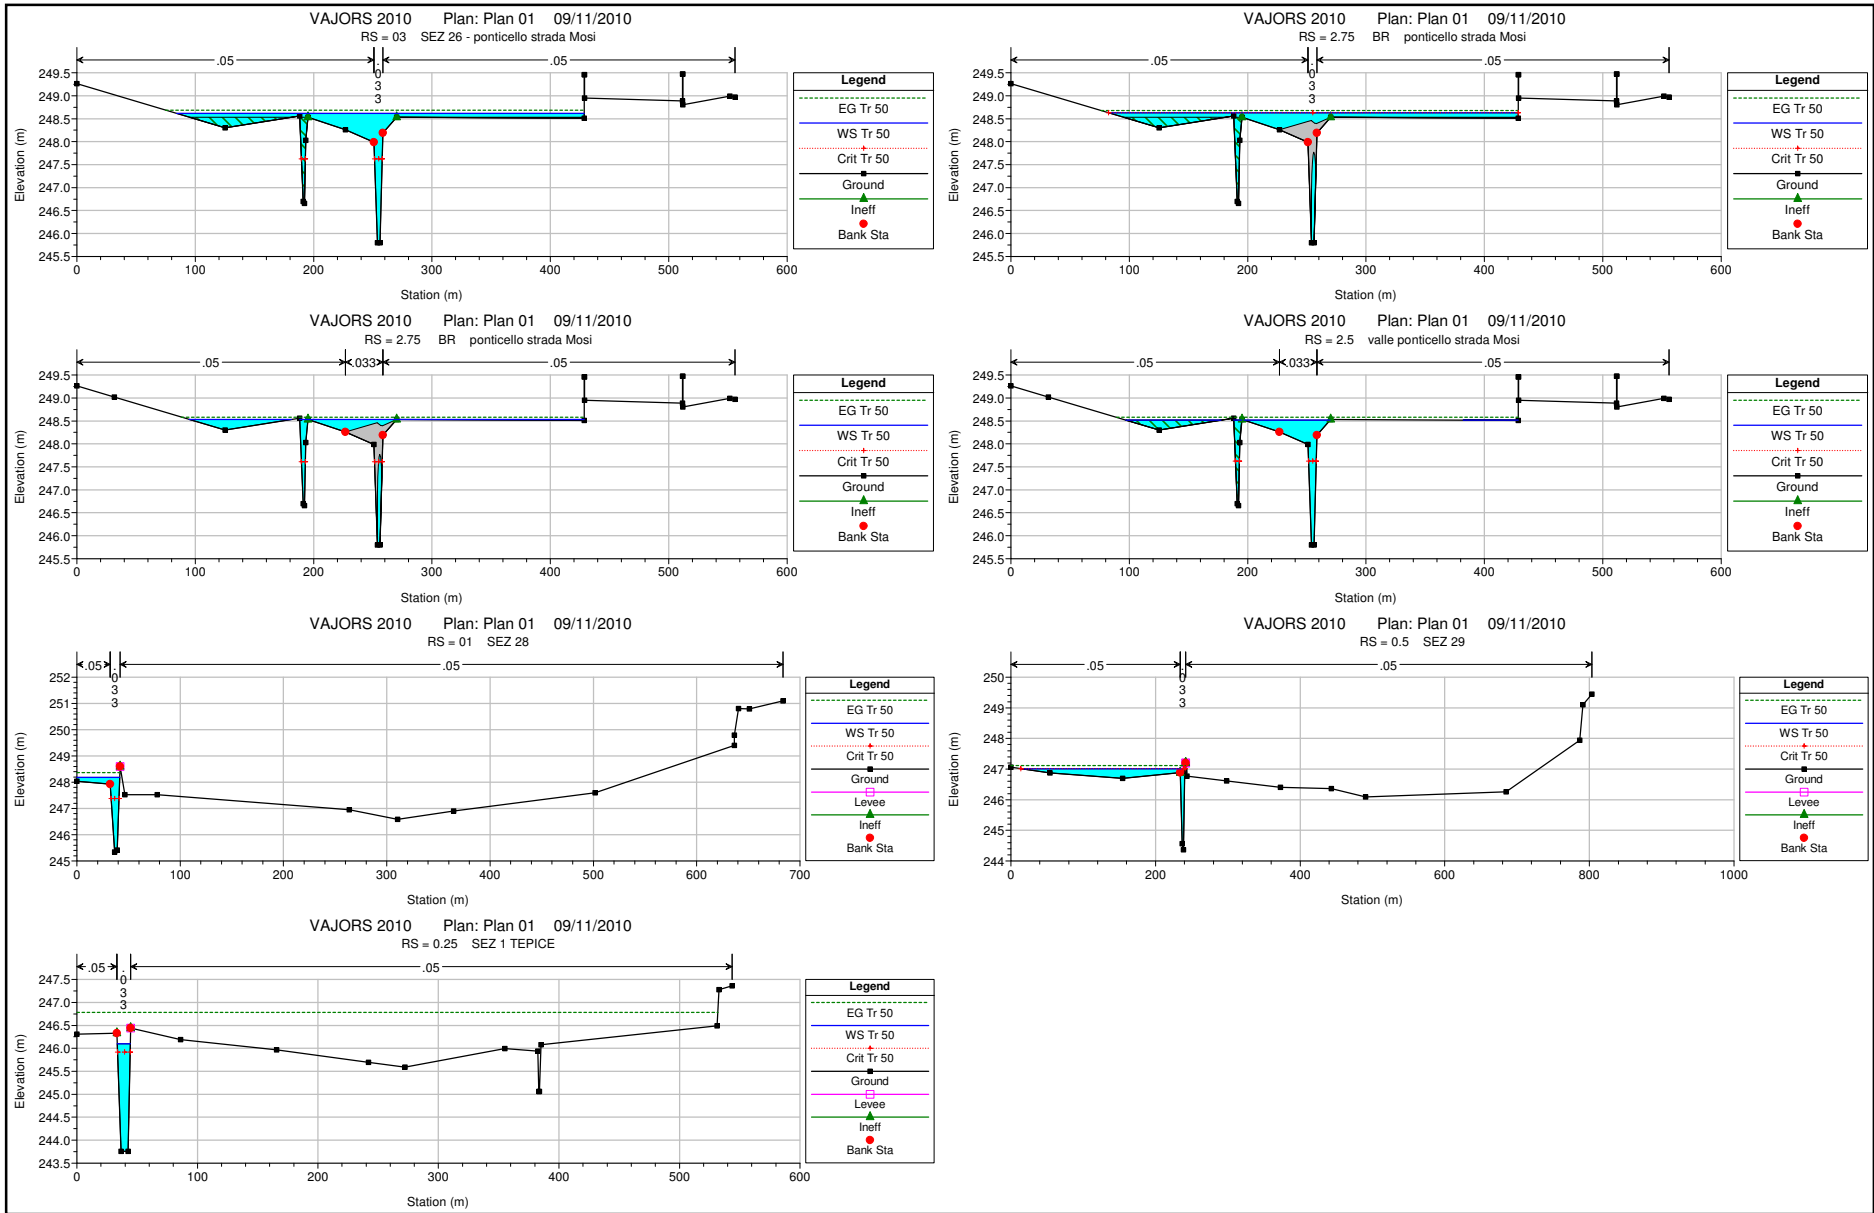 VAJORS 2010 Plan: Plan 01 09/11/2010
RS = 03 SEZ 26 - ponticello strada Mosi
.05 .033 .05
Elevation (m)
249.5
249.0
248.5
248.0
247.5
247.0
246.5
246.0
245.5
0 100 200 300 400 500 600
Station (m)
Legend
EG Tr 50
WS Tr 50
Crit Tr 50
Ground
Ineff
Bank Sta
VAJORS 2010 Plan: Plan 01 09/11/2010
RS = 2.75 BR ponticello strada Mosi
.05 .033 .05
Elevation (m)
249.5
249.0
248.5
248.0
247.5
247.0
246.5
246.0
245.5
0 100 200 300 400 500 600
Station (m)
Legend
EG Tr 50
WS Tr 50
Crit Tr 50
Ground
Ineff
Bank Sta
VAJORS 2010 Plan: Plan 01 09/11/2010
RS = 2.75 BR ponticello strada Mosi
.05 .033 .05
Elevation (m)
249.5
249.0
248.5
248.0
247.5
247.0
246.5
246.0
245.5
0 100 200 300 400 500 600
Station (m)
Legend
EG Tr 50
WS Tr 50
Crit Tr 50
Ground
Ineff
Bank Sta
VAJORS 2010 Plan: Plan 01 09/11/2010
RS = 2.5 valle ponticello strada Mosi
.05 .033 .05
Elevation (m)
249.5
249.0
248.5
248.0
247.5
247.0
246.5
246.0
245.5
0 100 200 300 400 500 600
Station (m)
Legend
EG Tr 50
WS Tr 50
Crit Tr 50
Ground
Ineff
Bank Sta
VAJORS 2010 Plan: Plan 01 09/11/2010
RS = 01 SEZ 28
.05 .033 .05
Elevation (m)
252
251
250
249
248
247
246
245
0 100 200 300 400 500 600 700
Station (m)
Legend
EG Tr 50
WS Tr 50
Crit Tr 50
Ground
Levee
Ineff
Bank Sta
VAJORS 2010 Plan: Plan 01 09/11/2010
RS = 0.5 SEZ 29
.05 .033 .05
Elevation (m)
250
249
248
247
246
245
244
0 200 400 600 800 1000
Station (m)
Legend
EG Tr 50
WS Tr 50
Crit Tr 50
Ground
Levee
Ineff
Bank Sta
VAJORS 2010 Plan: Plan 01 09/11/2010
RS = 0.25 SEZ 1 TEPICE
.05 .033 .05
Elevation (m)
247.5
247.0
246.5
246.0
245.5
245.0
244.5
244.0
243.5
0 100 200 300 400 500 600
Station (m)
Legend
EG Tr 50
WS Tr 50
Crit Tr 50
Ground
Levee
Ineff
Bank Sta